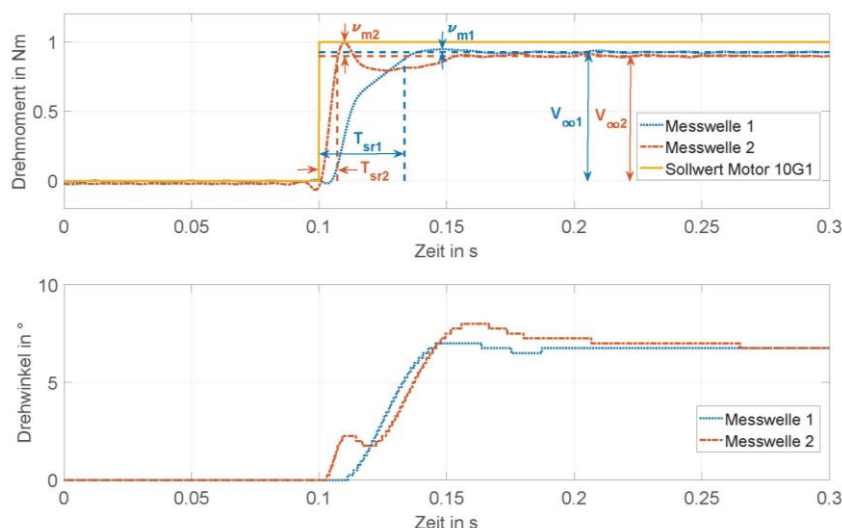 Drehmoment in Nm
1
0.5
0
ν_m2
ν_m1
T_sr1
T_sr2
V_∞1
V_∞2
Messwelle 1
Messwelle 2
Sollwert Motor 10G1
0 0.05 0.1 0.15 0.2 0.25 0.3
Zeit in s
Drehwinkel in °
10
5
0
Messwelle 1
Messwelle 2
0 0.05 0.1 0.15 0.2 0.25 0.3
Zeit in s